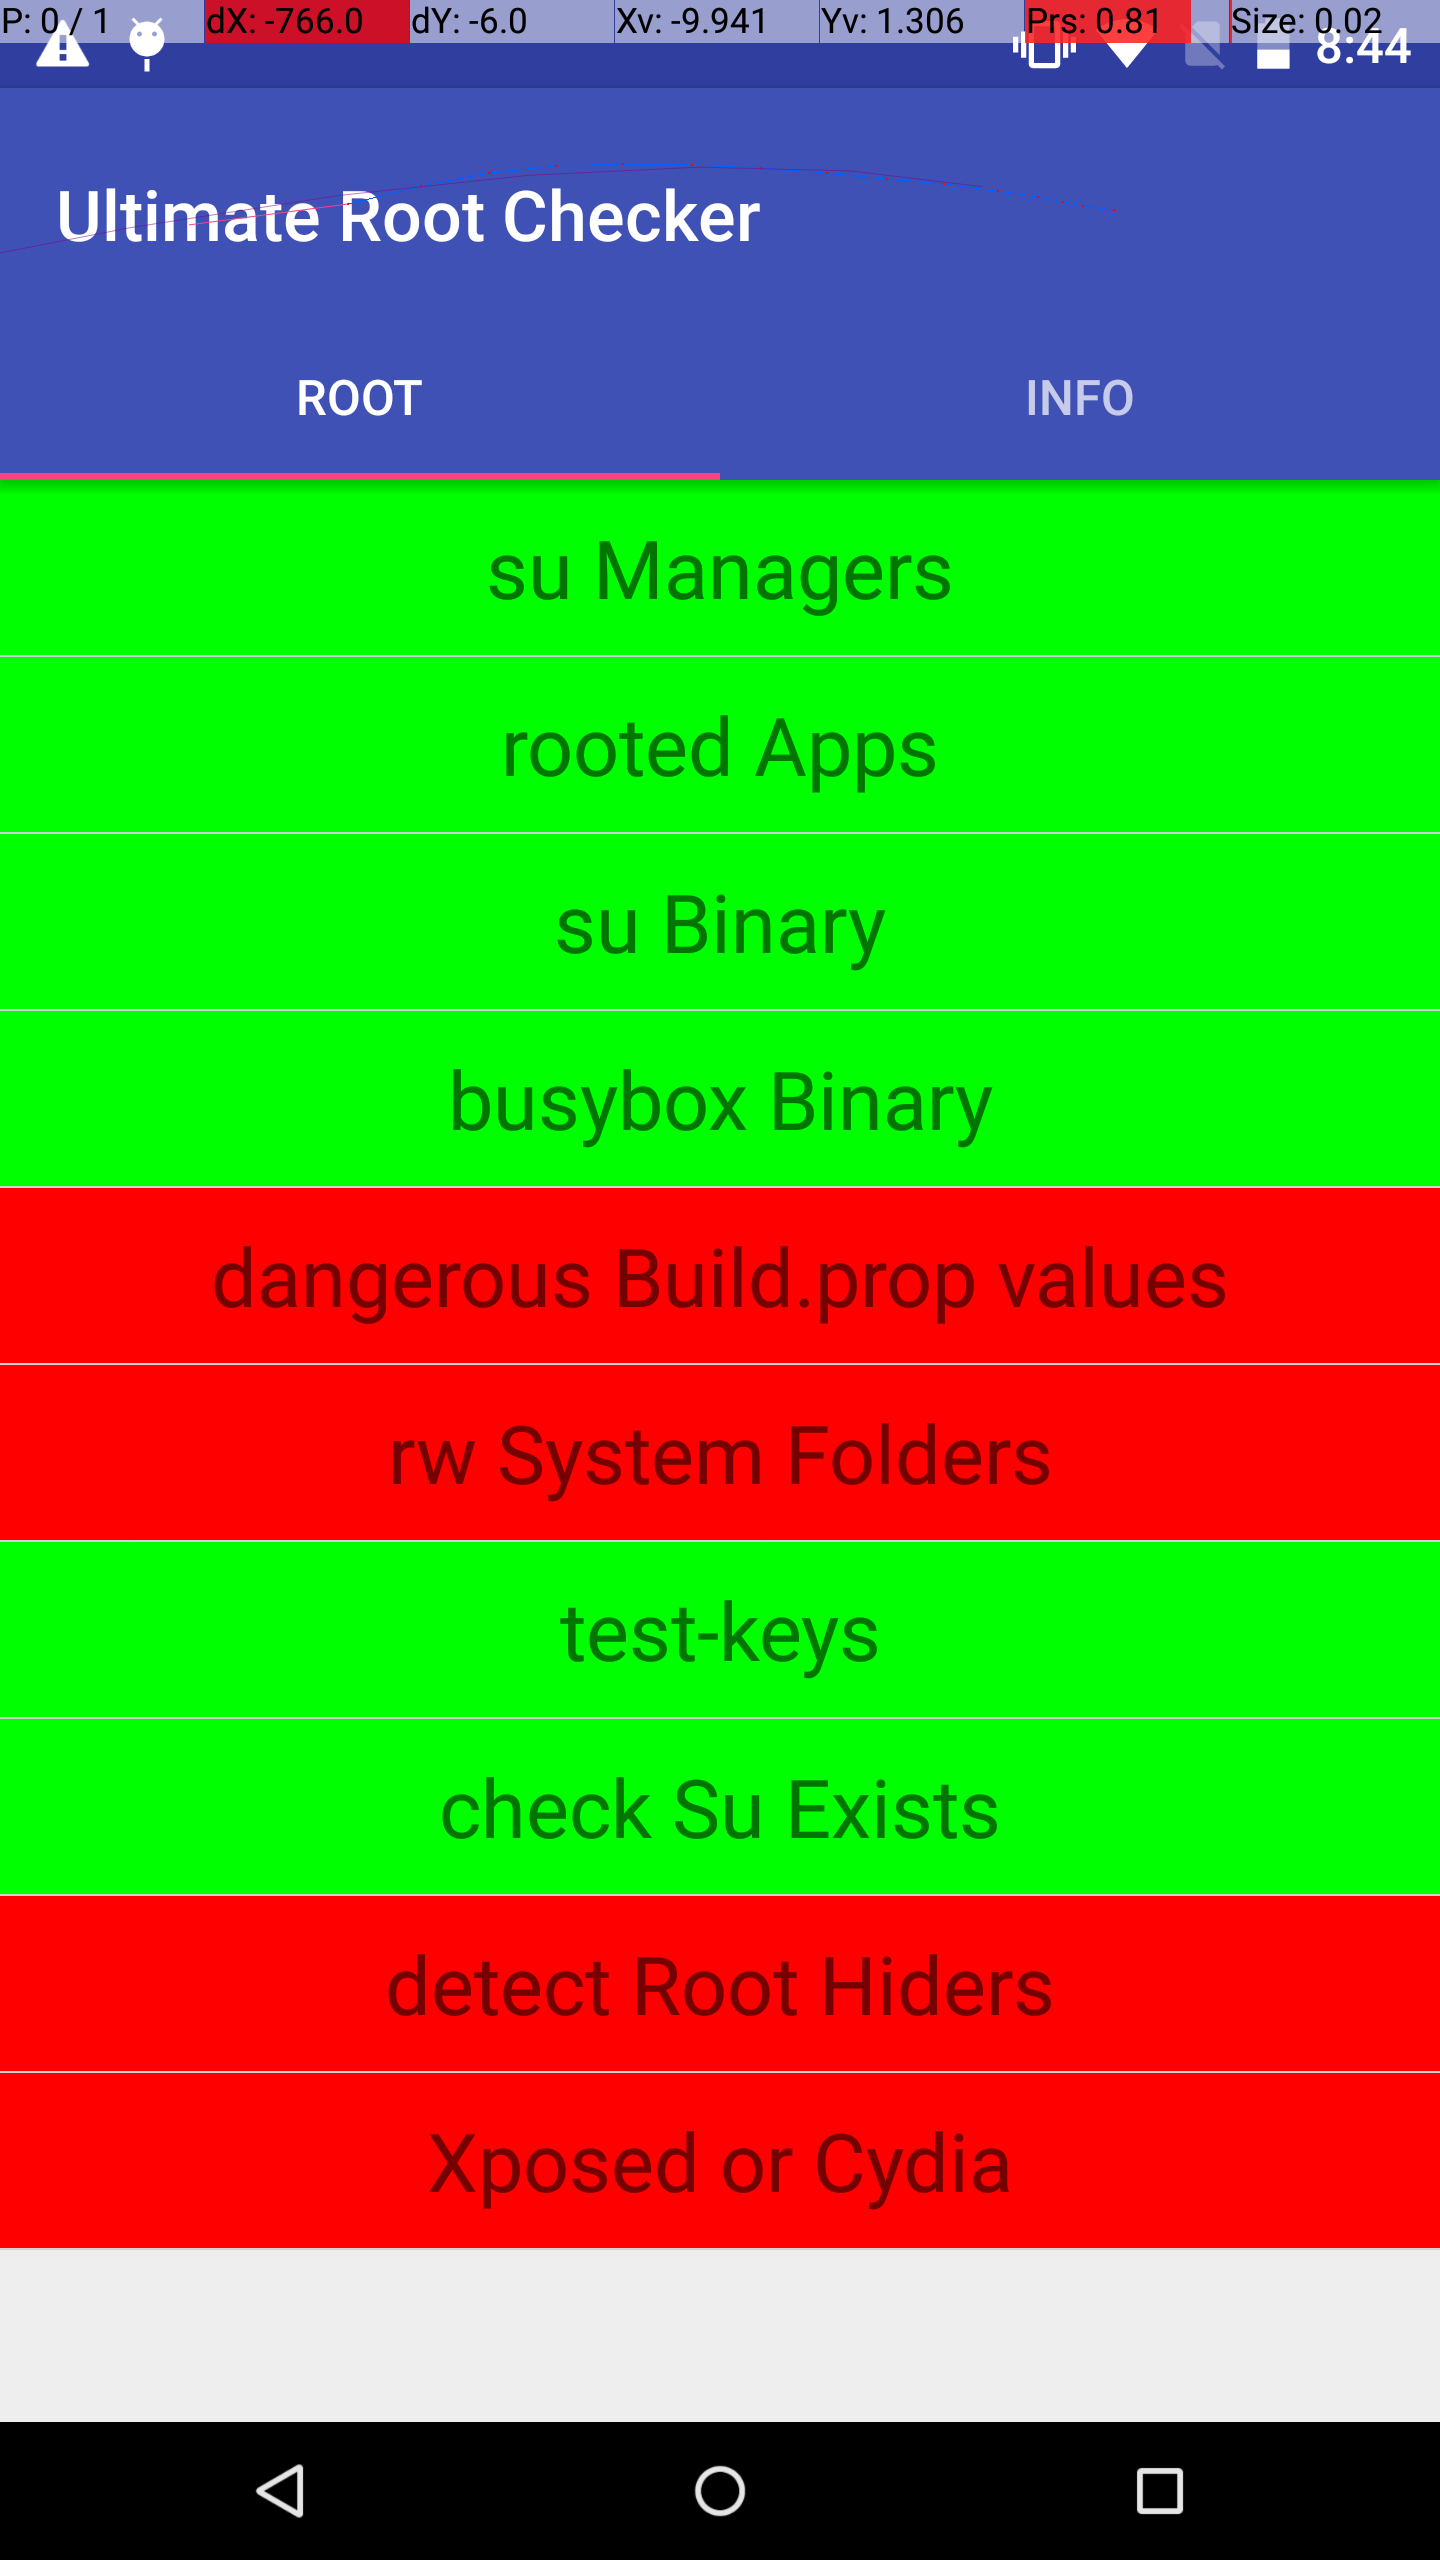 P: 0 / 1 dX: -766.0 dY: -6.0 Xv: -9.941 Yv: 1.306 Prs: 0.81 Size: 0.02
8:44
Ultimate Root Checker
ROOT INFO
su Managers
rooted Apps
su Binary
busybox Binary
dangerous Build.prop values
rw System Folders
test-keys
check Su Exists
detect Root Hiders
Xposed or Cydia